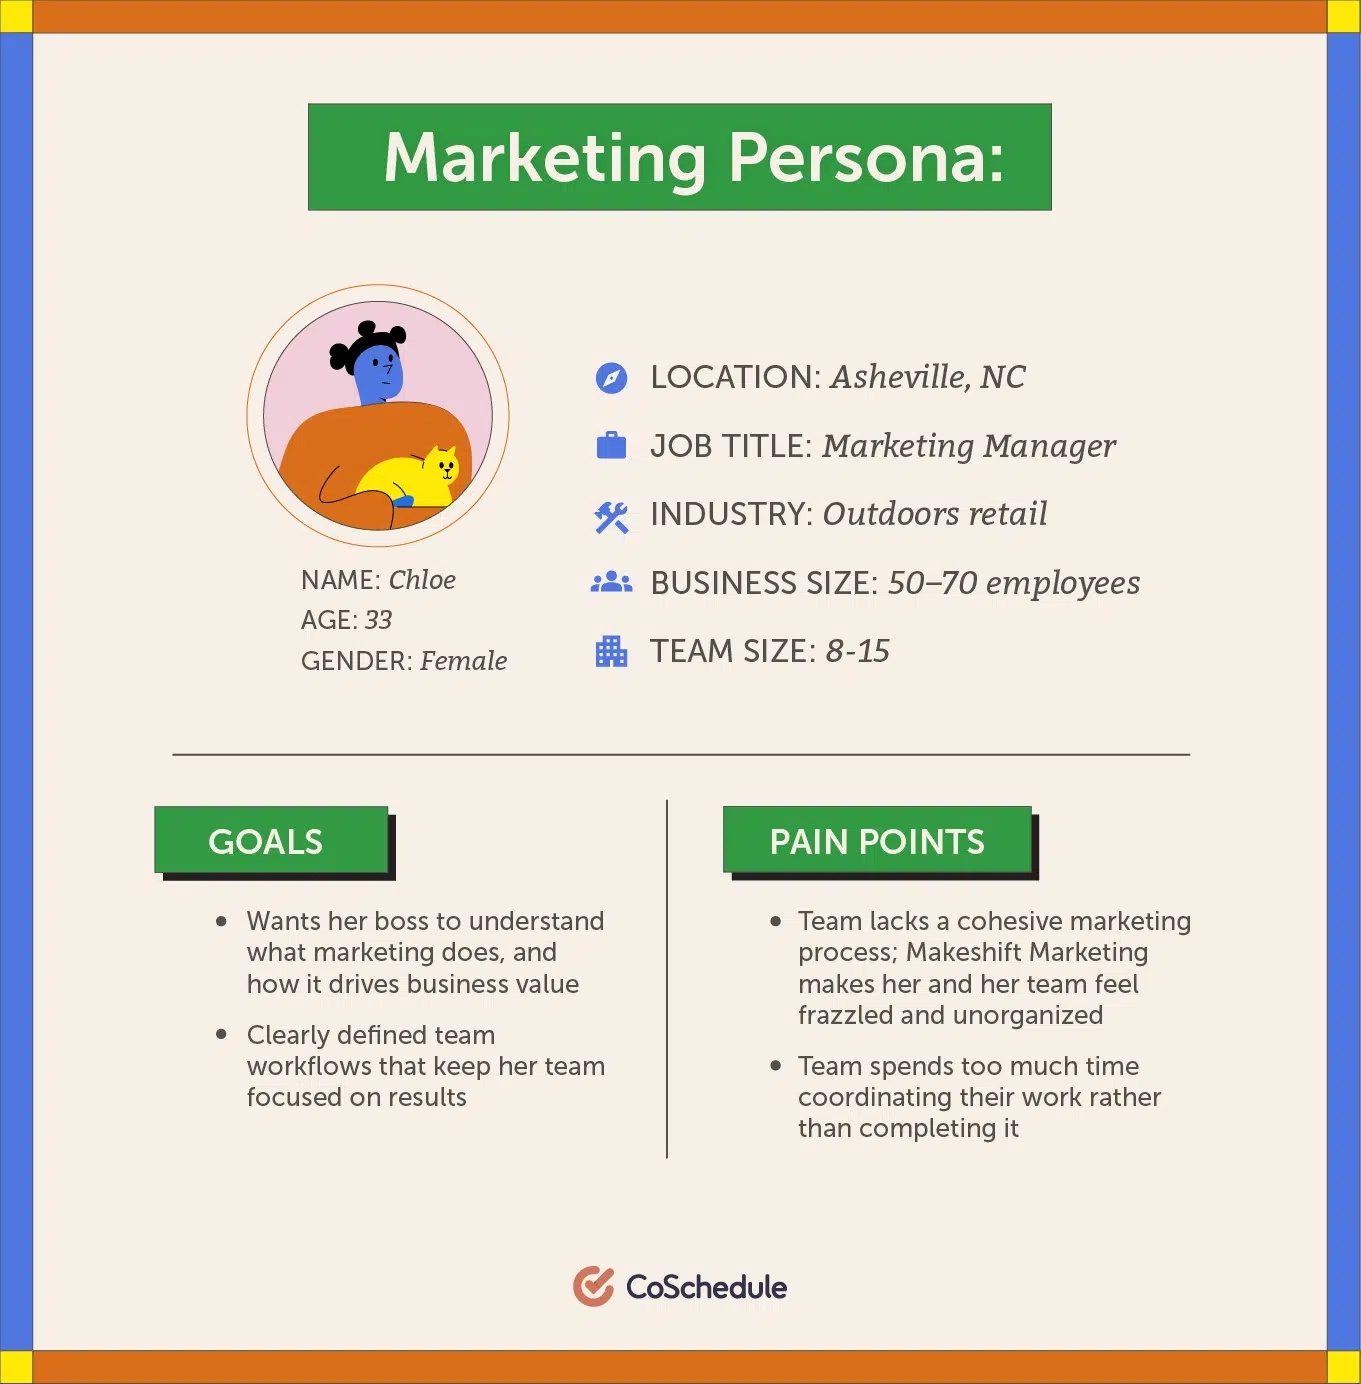 Marketing Persona:
NAME: Chloe
AGE: 33
GENDER: Female
LOCATION: Asheville, NC
JOB TITLE: Marketing Manager
INDUSTRY: Outdoors retail
BUSINESS SIZE: 50–70 employees
TEAM SIZE: 8-15
GOALS
• Wants her boss to understand
what marketing does, and
how it drives business value
• Clearly defined team
workflows that keep her team
focused on results
PAIN POINTS
• Team lacks a cohesive marketing
process; Makeshift Marketing
makes her and her team feel
frazzled and unorganized
• Team spends too much time
coordinating their work rather
than completing it
CoSchedule